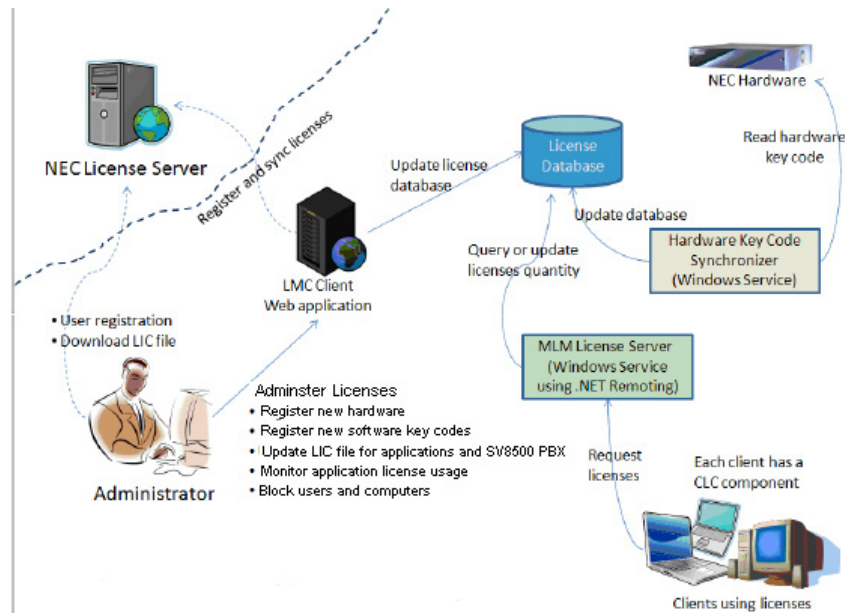 NEC Hardware
NEC License Server
Register and sync licenses
Update license
database
License
Database
Read hardware
key code
Update database
Hardware Key Code
Synchronizer
(Windows Service)
LMC Client
Web application
Query or update
licenses quantity
• User registration
• Download LIC file
MLM License Server
(Windows Service
using .NET Remoting)
Adminster Licenses
• Register new hardware
• Register new software key codes
• Update LIC file for applications and SV8500 PBX
• Monitor application license usage
• Block users and computers
Administrator
Request
licenses
Each client has a
CLC component
Clients using licenses